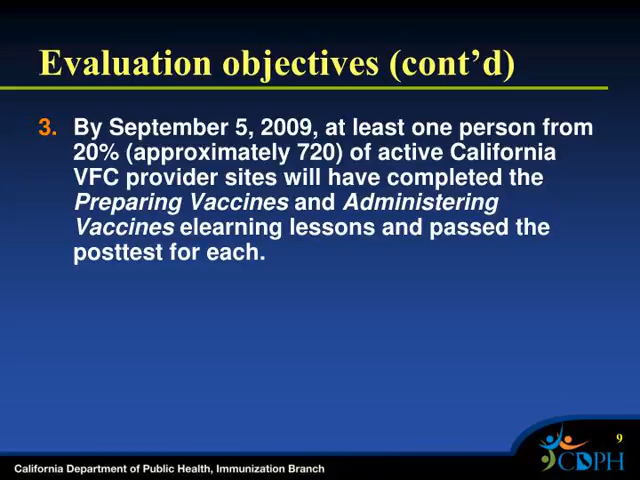 Evaluation objectives (cont’d)
3. By September 5, 2009, at least one person from
20% (approximately 720) of active California
VFC provider sites will have completed the
Preparing Vaccines and Administering
Vaccines elearning lessons and passed the
posttest for each.
9
CDPH
California Department of Public Health, Immunization Branch